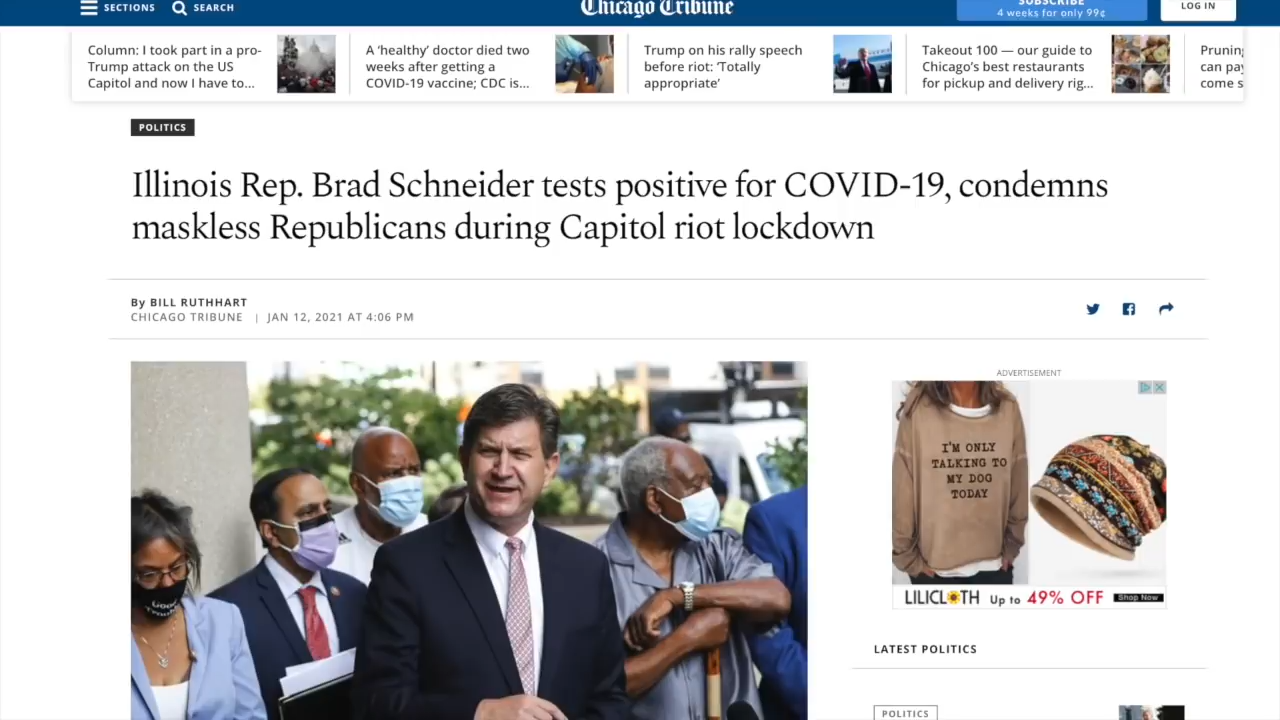 SECTIONS
SEARCH
Chicago Tribune
SUBSCRIBE
4 weeks for only 99¢
LOG IN
Column: I took part in a pro-
Trump attack on the US
Capitol and now I have to...
A ‘healthy’ doctor died two
weeks after getting a
COVID-19 vaccine; CDC is...
Trump on his rally speech
before riot: ‘Totally
appropriate’
Takeout 100 — our guide to
Chicago’s best restaurants
for pickup and delivery rig...
Pruning
can pay
come s
POLITICS
Illinois Rep. Brad Schneider tests positive for COVID-19, condemns
maskless Republicans during Capitol riot lockdown
By BILL RUTHHART
CHICAGO TRIBUNE | JAN 12, 2021 AT 4:06 PM
ADVERTISEMENT
I'M ONLY
TALKING TO
MY DOG
TODAY
LILICLOTH Up to 49% OFF Shop Now
LATEST POLITICS
POLITICS